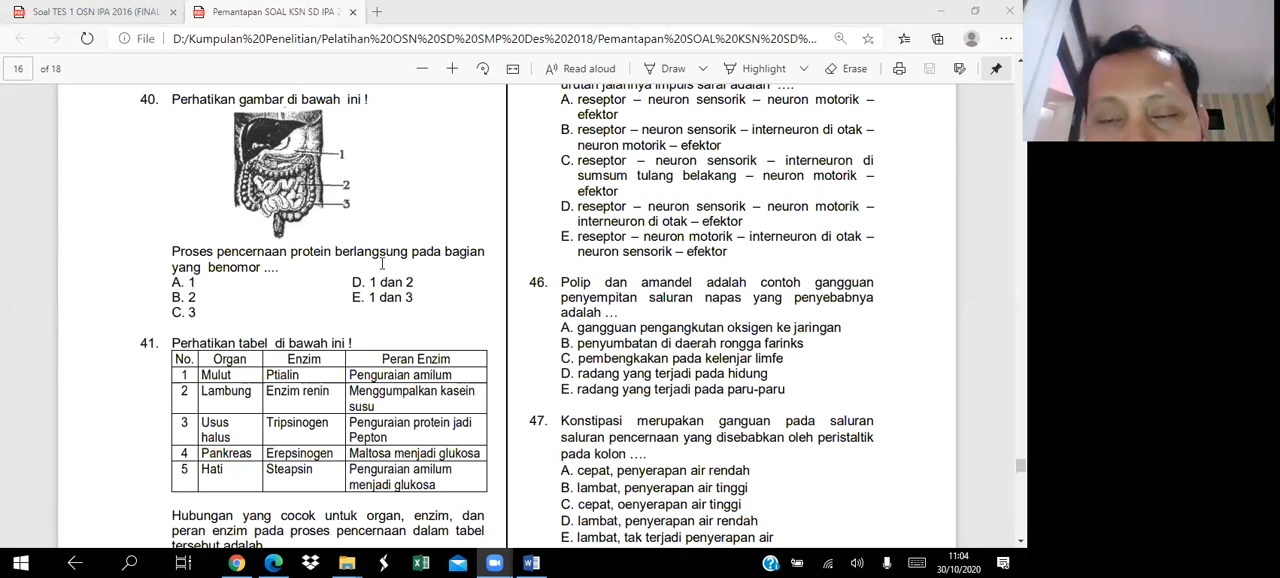 Soal TES 1 OSN IPA 2016 (FINAL
Pemantapan SOAL KSN SD IPA 2
File
D:/Kumpulan%20Penelitian/Pelatihan%20OSN%20SD%20SMP%20Des%202018/Pemantapan%20SOAL%20KSN%20SD%...
16 of 18
Read aloud
Draw
Highlight
Erase
40. Perhatikan gambar di bawah ini !
1
2
3
Proses pencernaan protein berlangsung pada bagian
yang benomor ....
A. 1
D. 1 dan 2
B. 2
E. 1 dan 3
C. 3
41. Perhatikan tabel di bawah ini !
No. Organ Enzim Peran Enzim
1 Mulut Ptialin Penguraian amilum
2 Lambung Enzim renin Menggumpalkan kasein
susu
3 Usus Tripsinogen Penguraian protein jadi
halus Pepton
4 Pankreas Erepsinogen Maltosa menjadi glukosa
5 Hati Steapsin Penguraian amilum
menjadi glukosa
Hubungan yang cocok untuk organ, enzim, dan
peran enzim pada proses pencernaan dalam tabel
tersebut adalah
urutan jalannya impuls saraf adalah ....
A. reseptor – neuron sensorik – neuron motorik –
efektor
B. reseptor – neuron sensorik – interneuron di otak –
neuron motorik – efektor
C. reseptor – neuron sensorik – interneuron di
sumsum tulang belakang – neuron motorik –
efektor
D. reseptor – neuron sensorik – neuron motorik –
interneuron di otak – efektor
E. reseptor – neuron motorik – interneuron di otak –
neuron sensorik – efektor
46. Polip dan amandel adalah contoh gangguan
penyempitan saluran napas yang penyebabnya
adalah ...
A. gangguan pengangkutan oksigen ke jaringan
B. penyumbatan di daerah rongga farinks
C. pembengkakan pada kelenjar limfe
D. radang yang terjadi pada hidung
E. radang yang terjadi pada paru-paru
47. Konstipasi merupakan ganguan pada saluran
saluran pencernaan yang disebabkan oleh peristaltik
pada kolon ....
A. cepat, penyerapan air rendah
B. lambat, penyerapan air tinggi
C. cepat, oenyerapan air tinggi
D. lambat, penyerapan air rendah
E. lambat, tak terjadi penyerapan air
11:04
30/10/2020